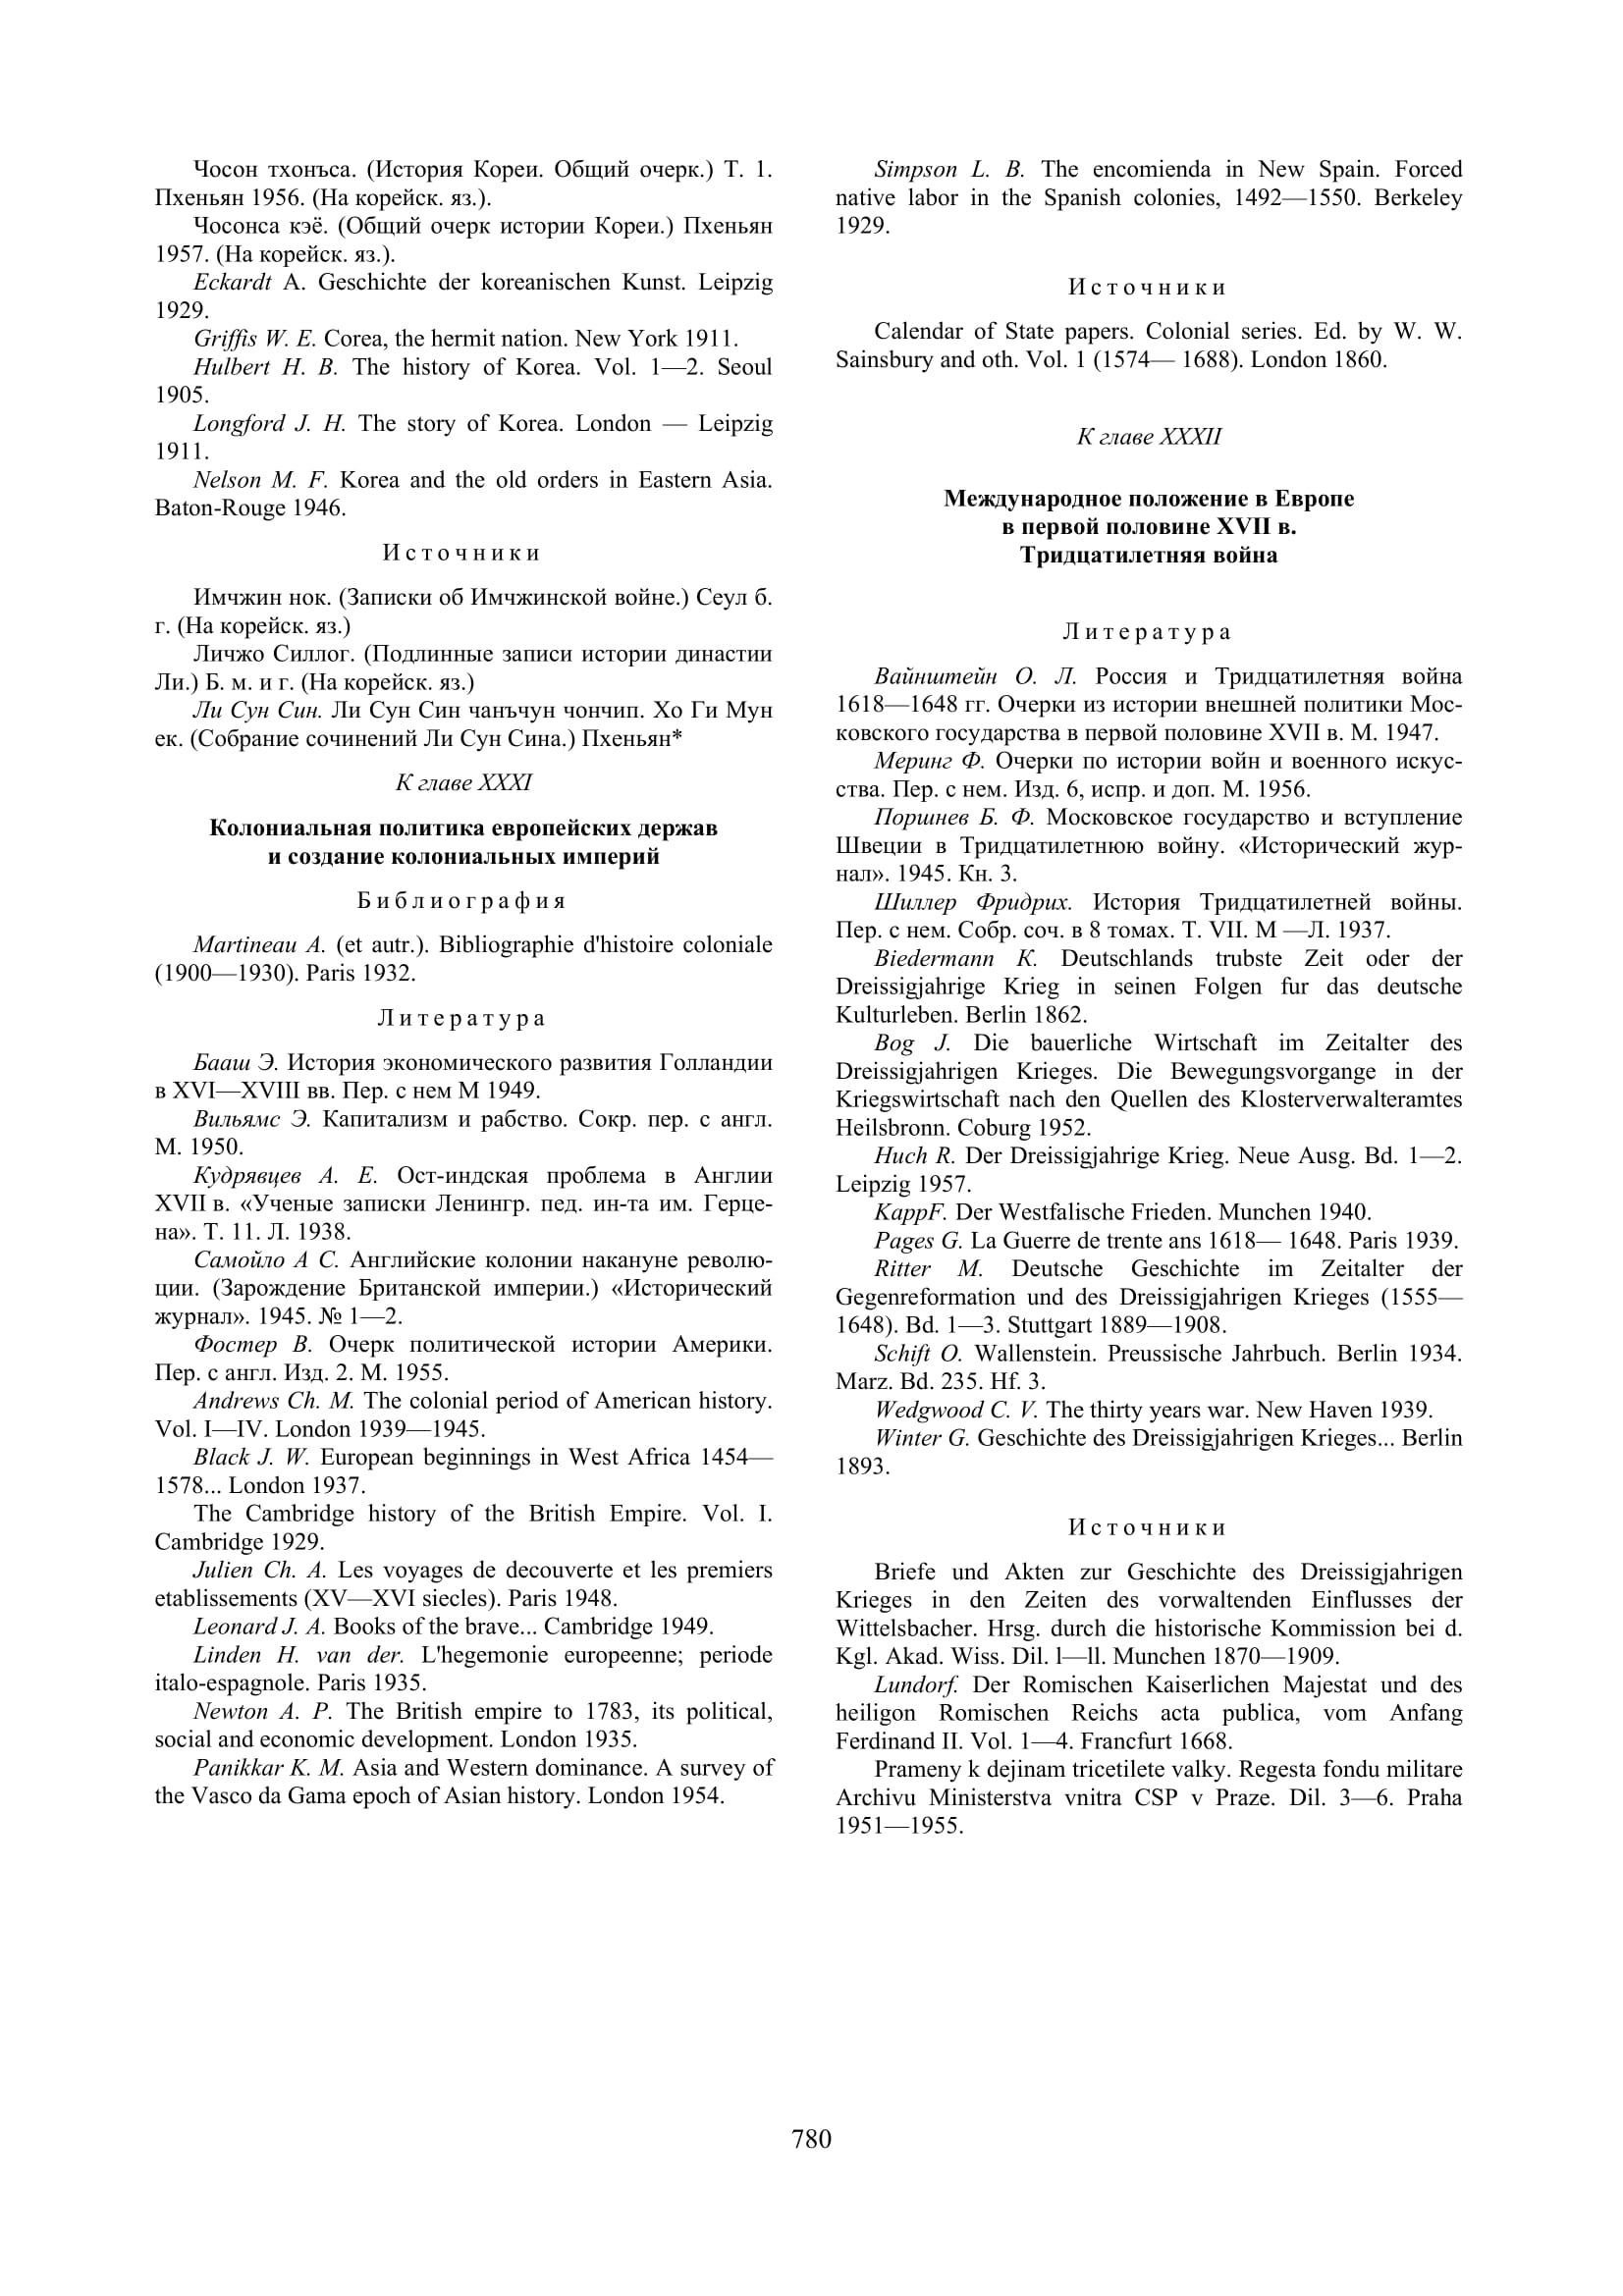 Чосон тхонъса. (История Кореи. Общий очерк.) Т. 1.
Пхеньян 1956. (На корейск. яз.).
Чосонса кэё. (Общий очерк истории Кореи.) Пхеньян
1957. (На корейск. яз.).
Eckardt A. Geschichte der koreanischen Kunst. Leipzig
1929.
Griffis W. E. Corea, the hermit nation. New York 1911.
Hulbert H. B. The history of Korea. Vol. 1—2. Seoul
1905.
Longford J. H. The story of Korea. London — Leipzig
1911.
Nelson M. F. Korea and the old orders in Eastern Asia.
Baton-Rouge 1946.
Источники
Имчжин нок. (Записки об Имчжинской войне.) Сеул б.
г. (На корейск. яз.)
Личжо Силлог. (Подлинные записи истории династии
Ли.) Б. м. и г. (На корейск. яз.)
Ли Сун Син. Ли Сун Син чанъчун чончип. Хо Ги Мун
ек. (Собрание сочинений Ли Сун Сина.) Пхеньян*
К главе XXXI
Колониальная политика европейских держав
и создание колониальных империй
Библиография
Martineau A. (et autr.). Bibliographie d'histoire coloniale
(1900—1930). Paris 1932.
Литература
Бааш Э. История экономического развития Голландии
в XVI—XVIII вв. Пер. с нем М 1949.
Вильямс Э. Капитализм и рабство. Сокр. пер. с англ.
М. 1950.
Кудрявцев А. Е. Ост-индская проблема в Англии
XVII в. «Ученые записки Ленингр. пед. ин-та им. Герце-
на». Т. 11. Л. 1938.
Самойло А С. Английские колонии накануне револю-
ции. (Зарождение Британской империи.) «Исторический
журнал». 1945. № 1—2.
Фостер В. Очерк политической истории Америки.
Пер. с англ. Изд. 2. М. 1955.
Andrews Ch. M. The colonial period of American history.
Vol. I—IV. London 1939—1945.
Black J. W. European beginnings in West Africa 1454—
1578... London 1937.
The Cambridge history of the British Empire. Vol. I.
Cambridge 1929.
Julien Ch. A. Les voyages de decouverte et les premiers
etablissements (XV—XVI siecles). Paris 1948.
Leonard J. A. Books of the brave... Cambridge 1949.
Linden H. van der. L'hegemonie europeenne; periode
italo-espagnole. Paris 1935.
Newton A. P. The British empire to 1783, its political,
social and economic development. London 1935.
Panikkar K. M. Asia and Western dominance. A survey of
the Vasco da Gama epoch of Asian history. London 1954.
Simpson L. B. The encomienda in New Spain. Forced
native labor in the Spanish colonies, 1492—1550. Berkeley
1929.
Источники
Calendar of State papers. Colonial series. Ed. by W. W.
Sainsbury and oth. Vol. 1 (1574— 1688). London 1860.
К главе XXXII
Международное положение в Европе
в первой половине XVII в.
Тридцатилетняя война
Литература
Вайнштейн О. Л. Россия и Тридцатилетняя война
1618—1648 гг. Очерки из истории внешней политики Мос-
ковского государства в первой половине XVII в. М. 1947.
Меринг Ф. Очерки по истории войн и военного искус-
ства. Пер. с нем. Изд. 6, испр. и доп. М. 1956.
Поршнев Б. Ф. Московское государство и вступление
Швеции в Тридцатилетнюю войну. «Исторический жур-
нал». 1945. Кн. 3.
Шиллер Фридрих. История Тридцатилетней войны.
Пер. с нем. Собр. соч. в 8 томах. Т. VII. М —Л. 1937.
Biedermann K. Deutschlands trubste Zeit oder der
Dreissigjahrige Krieg in seinen Folgen fur das deutsche
Kulturleben. Berlin 1862.
Bog J. Die bauerliche Wirtschaft im Zeitalter des
Dreissigjahrigen Krieges. Die Bewegungsvorgange in der
Kriegswirtschaft nach den Quellen des Klosterverwalteramtes
Heilsbronn. Coburg 1952.
Huch R. Der Dreissigjahrige Krieg. Neue Ausg. Bd. 1—2.
Leipzig 1957.
KappF. Der Westfalische Frieden. Munchen 1940.
Pages G. La Guerre de trente ans 1618— 1648. Paris 1939.
Ritter M. Deutsche Geschichte im Zeitalter der
Gegenreformation und des Dreissigjahrigen Krieges (1555—
1648). Bd. 1—3. Stuttgart 1889—1908.
Schift O. Wallenstein. Preussische Jahrbuch. Berlin 1934.
Marz. Bd. 235. Hf. 3.
Wedgwood C. V. The thirty years war. New Haven 1939.
Winter G. Geschichte des Dreissigjahrigen Krieges... Berlin
1893.
Источники
Briefe und Akten zur Geschichte des Dreissigjahrigen
Krieges in den Zeiten des vorwaltenden Einflusses der
Wittelsbacher. Hrsg. durch die historische Kommission bei d.
Kgl. Akad. Wiss. Dil. l—ll. Munchen 1870—1909.
Lundorf. Der Romischen Kaiserlichen Majestat und des
heiligon Romischen Reichs acta publica, vom Anfang
Ferdinand II. Vol. 1—4. Francfurt 1668.
Prameny k dejinam tricetilete valky. Regesta fondu militare
Archivu Ministerstva vnitra CSP v Praze. Dil. 3—6. Praha
1951—1955.
780